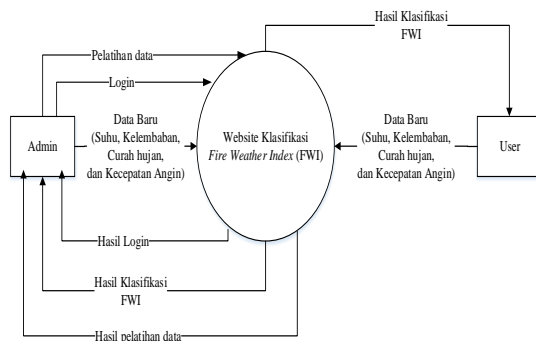 Hasil Klasifikasi
FWI
Pelatihan data
Login
Data Baru
(Suhu, Kelembaban,
Curah hujan,
dan Kecepatan Angin)
Admin
Website Klasifikasi
Fire Weather Index (FWI)
Data Baru
(Suhu, Kelembaban,
Curah hujan,
dan Kecepatan Angin)
User
Hasil Login
Hasil Klasifikasi
FWI
Hasil pelatihan data